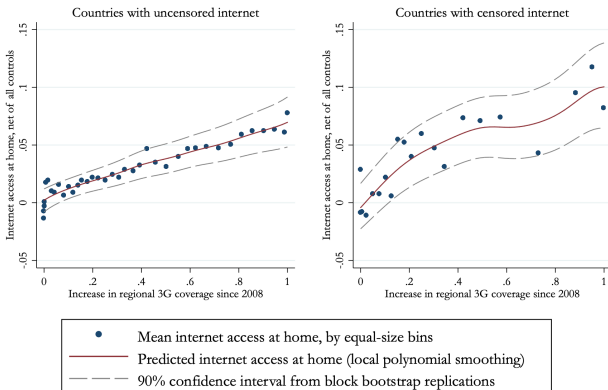 Countries with uncensored internet
Countries with censored internet
Internet access at home, net of all controls
.15
.1
.05
0
-.05
0 .2 .4 .6 .8 1
Increase in regional 3G coverage since 2008
Internet access at home, net of all controls
.15
.1
.05
0
-.05
0 .2 .4 .6 .8 1
Increase in regional 3G coverage since 2008
Mean internet access at home, by equal-size bins
Predicted internet access at home (local polynomial smoothing)
90% confidence interval from block bootstrap replications